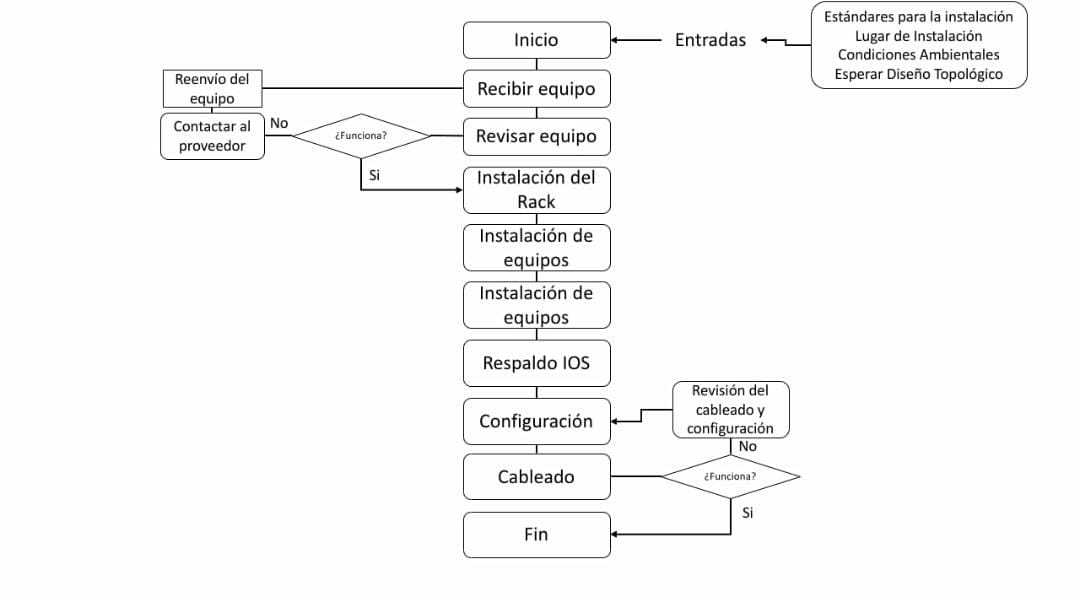 Inicio
Entradas
Estándares para la instalación
Lugar de Instalación
Condiciones Ambientales
Esperar Diseño Topológico
Reenvío del
equipo
Recibir equipo
Contactar al
proveedor
No
¿Funciona?
Revisar equipo
Si
Instalación del
Rack
Instalación de
equipos
Instalación de
equipos
Respaldo IOS
Revisión del
cableado y
configuración
Configuración
No
Cableado
¿Funciona?
Si
Fin